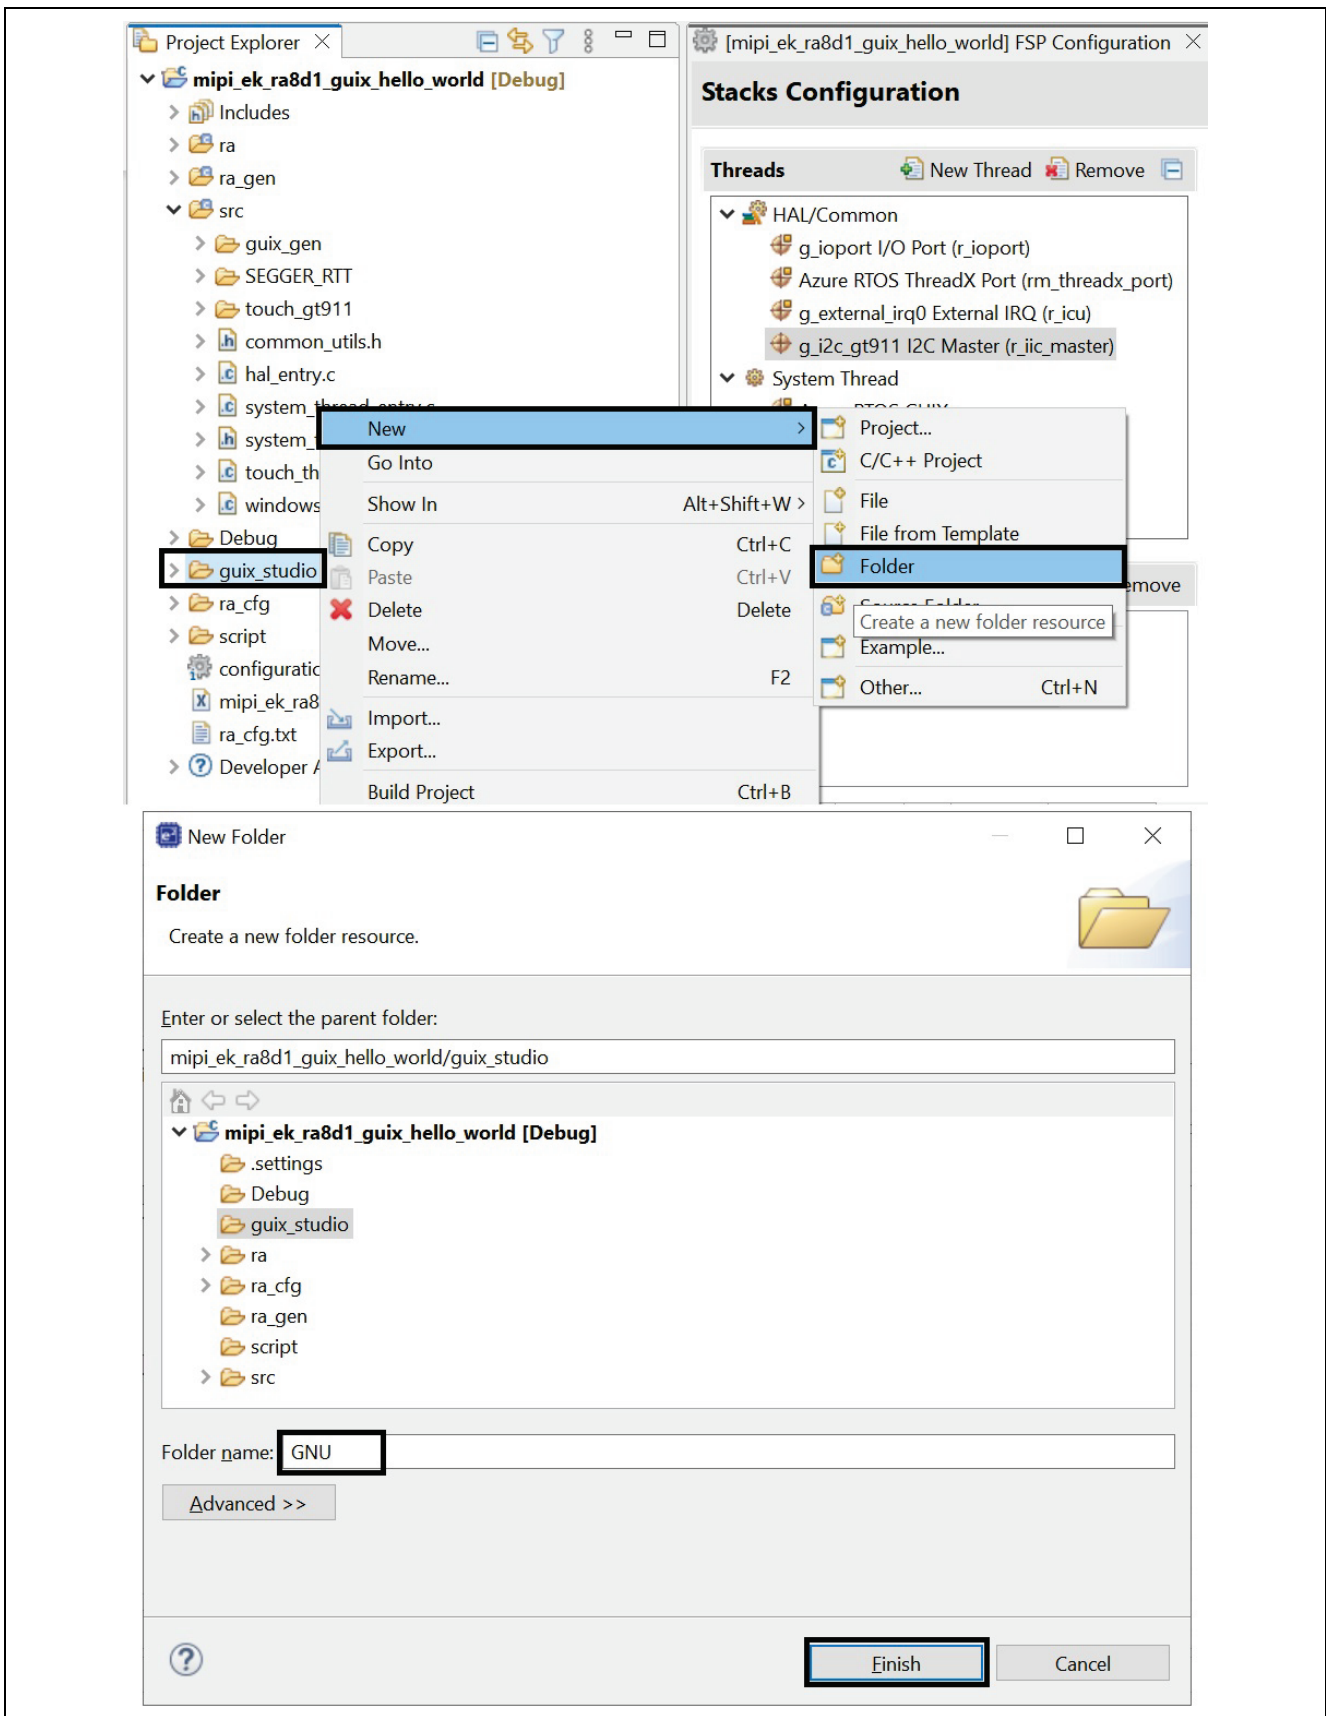 Project Explorer
mipi_ek_ra8d1_guix_hello_world [Debug]
Includes
ra
ra_gen
src
guix_gen
SEGGER_RTT
touch_gt911
common_utils.h
hal_entry.c
system_thread_entry.c
system_
touch_th
windows
Debug
guix_studio
ra_cfg
script
configuratic
mipi_ek_ra8
ra_cfg.txt
Developer A
[mipi_ek_ra8d1_guix_hello_world] FSP Configuration
Stacks Configuration
Threads
New Thread
Remove
HAL/Common
g_ioport I/O Port (r_ioport)
Azure RTOS ThreadX Port (rm_threadx_port)
g_external_irq0 External IRQ (r_icu)
g_i2c_gt911 I2C Master (r_iic_master)
System Thread
emove
New
Go Into
Show In Alt+Shift+W >
Copy Ctrl+C
Paste Ctrl+V
Delete Delete
Move...
Rename... F2
Import...
Export...
Build Project Ctrl+B
Project...
C/C++ Project
File
File from Template
Folder
Source Folder
Create a new folder resource
Example...
Other... Ctrl+N
New Folder
Folder
Create a new folder resource.
Enter or select the parent folder:
mipi_ek_ra8d1_guix_hello_world/guix_studio
mipi_ek_ra8d1_guix_hello_world [Debug]
.settings
Debug
guix_studio
ra
ra_cfg
ra_gen
script
src
Folder name: GNU
Advanced >>
Finish
Cancel